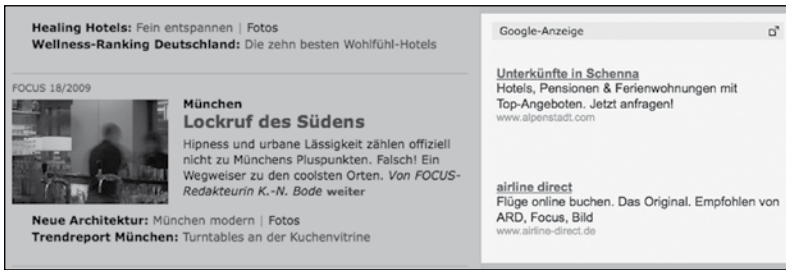 Healing Hotels: Fein entspannen | Fotos
Wellness-Ranking Deutschland: Die zehn besten Wohlfühl-Hotels
FOCUS 18/2009
München
Lockruf des Südens
Hipness und urbane Lässigkeit zählen offiziell
nicht zu Münchens Pluspunkten. Falsch! Ein
Wegweiser zu den coolsten Orten. Von FOCUS-
Redakteurin K.-N. Bode weiter
Neue Architektur: München modern | Fotos
Trendreport München: Turntables an der Kuchenvitrine
Google-Anzeige
Unterkünfte in Schenna
Hotels, Pensionen & Ferienwohnungen mit
Top-Angeboten. Jetzt anfragen!
www.alpenstadt.com
airline direct
Flüge online buchen. Das Original. Empfohlen von
ARD, Focus, Bild
www.airline-direct.de